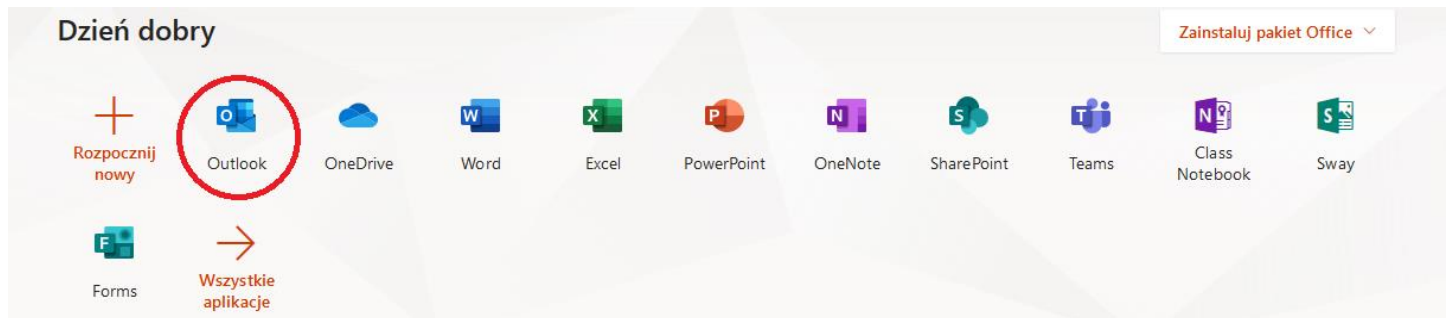 Dzień dobry
Zainstaluj pakiet Office
Rozpocznij
nowy
Outlook
OneDrive
Word
Excel
PowerPoint
OneNote
SharePoint
Teams
Class
Notebook
Sway
Forms
Wszystkie
aplikacje